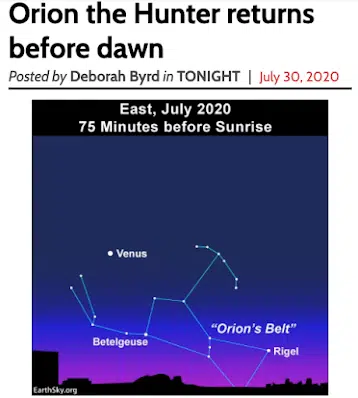 Orion the Hunter returns
before dawn
Posted by Deborah Byrd in TONIGHT | July 30, 2020
East, July 2020
75 Minutes before Sunrise
Venus
"Orion's Belt"
Betelgeuse
Rigel
EarthSky.org